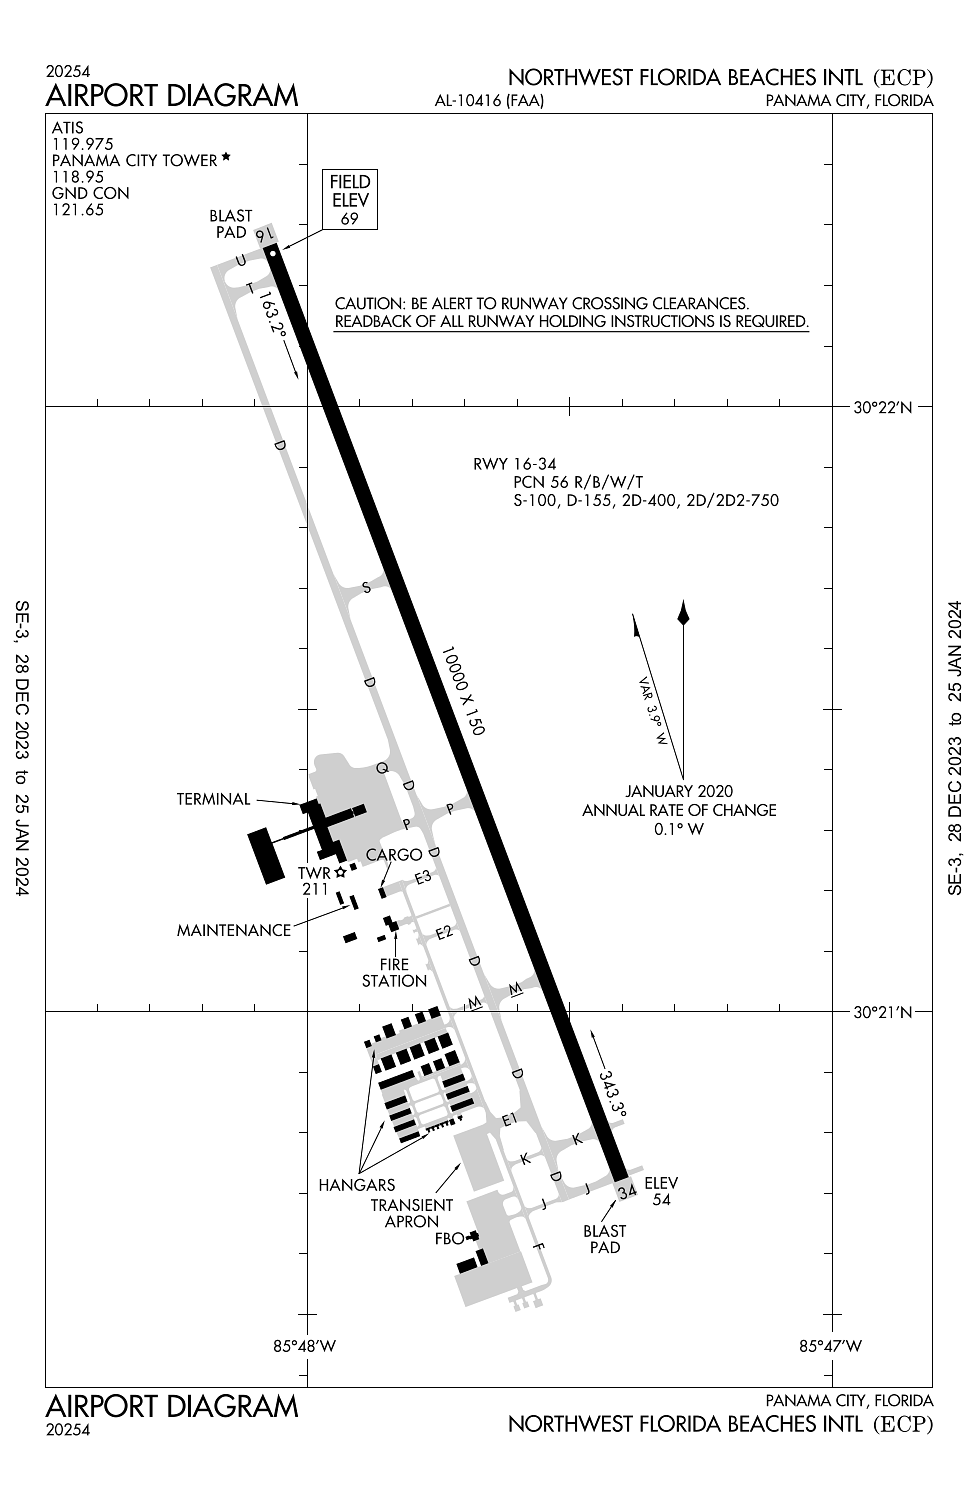 20254
AIRPORT DIAGRAM
NORTHWEST FLORIDA BEACHES INTL (ECP)
AL-10416 (FAA)
PANAMA CITY, FLORIDA
ATIS
119.975
PANAMA CITY TOWER ★
118.95
GND CON
121.65
FIELD
ELEV
69
BLAST
PAD
16
U
T
163.2°
CAUTION: BE ALERT TO RUNWAY CROSSING CLEARANCES.
READBACK OF ALL RUNWAY HOLDING INSTRUCTIONS IS REQUIRED.
30°22'N
D
RWY 16-34
PCN 56 R/B/W/T
S-100, D-155, 2D-400, 2D/2D2-750
S
SE-3, 28 DEC 2023 to 25 JAN 2024
SE-3, 28 DEC 2023 to 25 JAN 2024
10000 X 150
D
VAR 3.9° W
JANUARY 2020
ANNUAL RATE OF CHANGE
0.1° W
Q
D
TERMINAL
P
P
D
CARGO
TWR
211
E3
MAINTENANCE
E2
FIRE
STATION
D
M
M
30°21'N
D
343.3°
E1
K
K
D
HANGARS
TRANSIENT
APRON
J
J
34
ELEV
54
FBO
F
BLAST
PAD
85°48'W
85°47'W
AIRPORT DIAGRAM
20254
PANAMA CITY, FLORIDA
NORTHWEST FLORIDA BEACHES INTL (ECP)